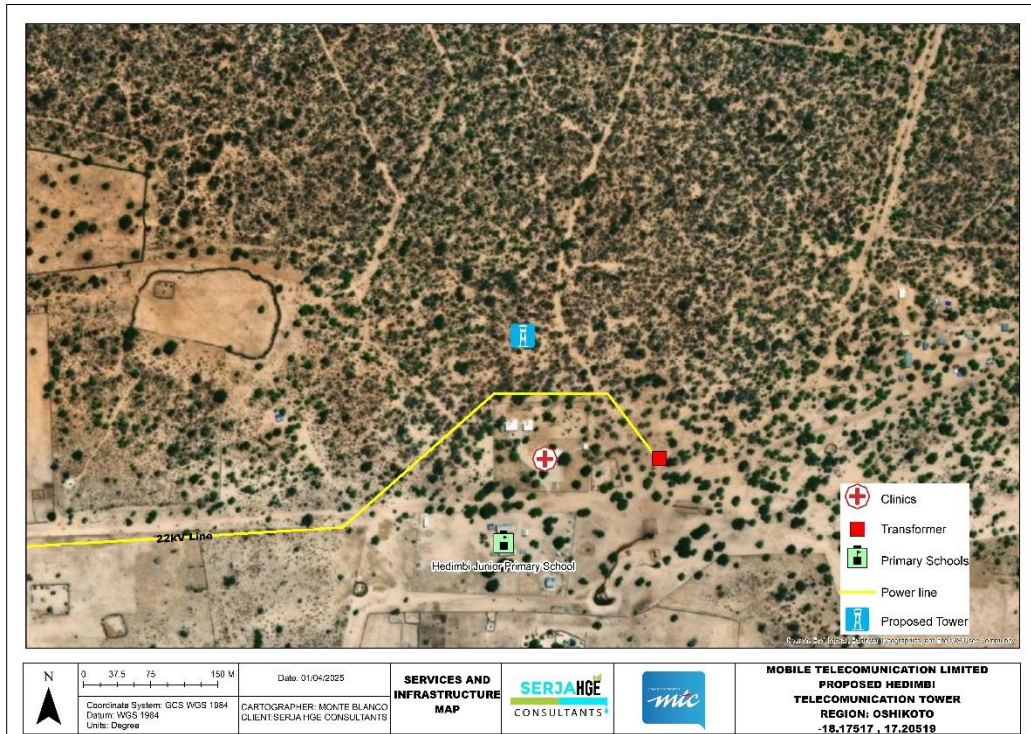 22kV Line
Hedimbi Junior Primary School
Clinics
Transformer
Primary Schools
Power line
Proposed Tower
N
0 37.5 75 150 M
Coordinate System: GCS WGS 1984
Datum: WGS 1984
Units: Degree
Date: 01/04/2025
CARTOGRAPHER: MONTE BLANCO
CLIENT:SERJA HGE CONSULTANTS
SERVICES AND
INFRASTRUCTURE
MAP
SERJA HGE
CONSULTANTS
mtc
MOBILE TELECOMUNICATION LIMITED
PROPOSED HEDIMBI
TELECOMMUNICATION TOWER
REGION: OSHIKOTO
-18.17517 , 17.20519